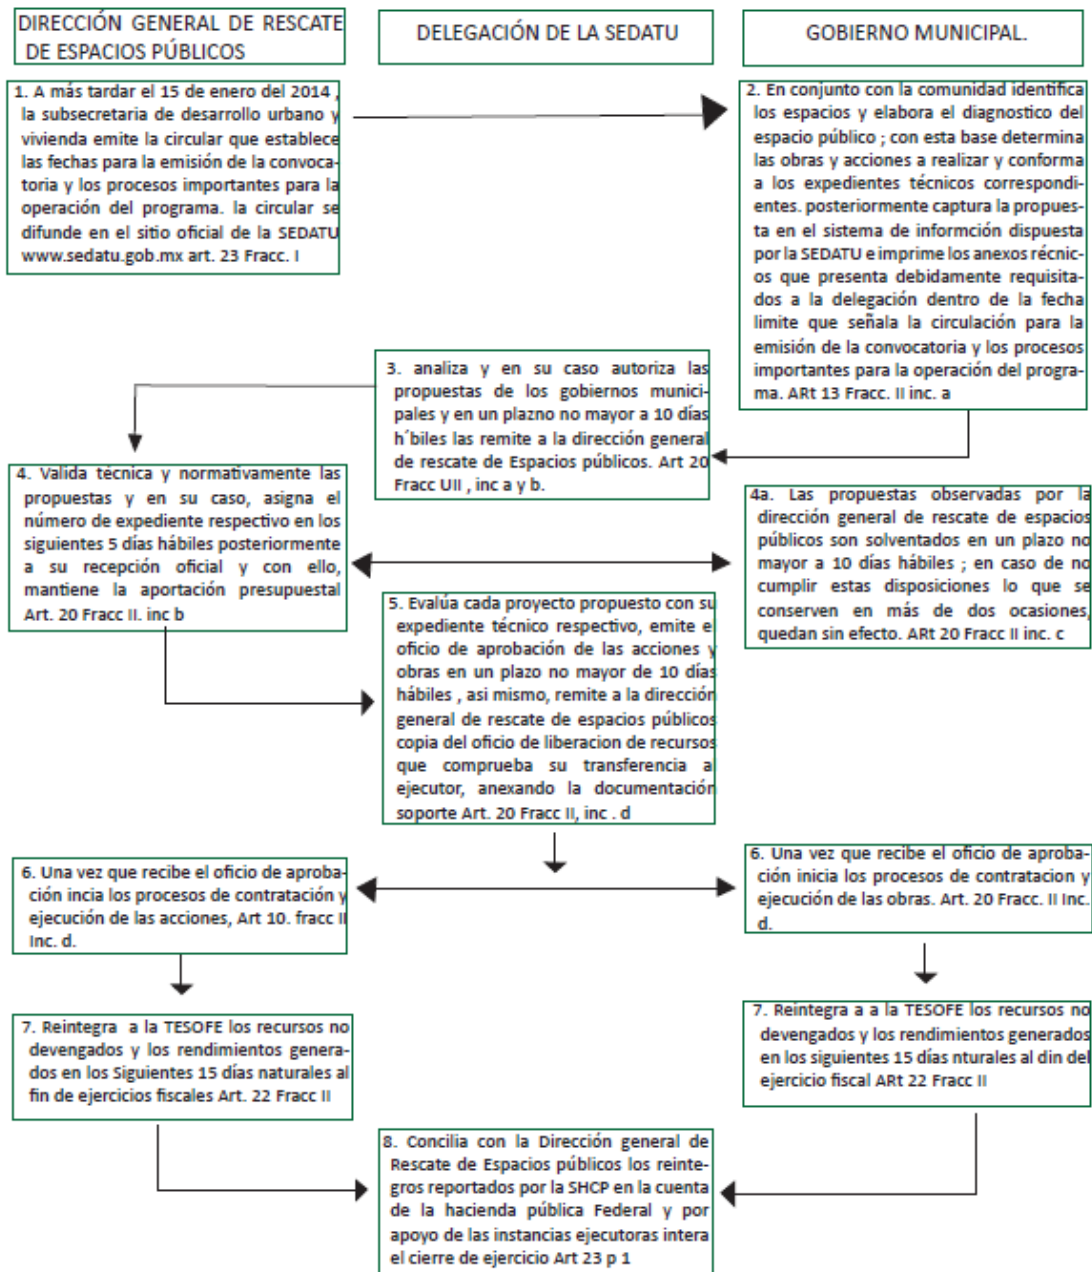 DIRECCIÓN GENERAL DE RESCATE
DE ESPACIOS PÚBLICOS
DELEGACIÓN DE LA SEDATU
GOBIERNO MUNICIPAL.
1. A más tardar el 15 de enero del 2014 ,
la subsecretaria de desarrollo urbano y
vivienda emite la circular que establece
las fechas para la emisión de la convoca-
toria y los procesos importantes para la
operación del programa. la circular se
difunde en el sitio oficial de la SEDATU
www.sedatu.gob.mx art. 23 Fracc. I
2. En conjunto con la comunidad identifica
los espacios y elabora el diagnostico del
espacio público ; con esta base determina
las obras y acciones a realizar y conforma
a los expedientes técnicos correspondi-
entes. posteriormente captura la propues-
ta en el sistema de informción dispuesta
por la SEDATU e imprime los anexos récnic-
os que presenta debidamente requisita-
dos a la delegación dentro de la fecha
limite que señala la circulación para la
emisión de la convocatoria y los procesos
importantes para la operación del progra-
ma. ARt 13 Fracc. II inc. a
3. analiza y en su caso autoriza las
propuestas de los gobiernos munici-
pales y en un plazno no mayor a 10 días
h´biles las remite a la dirección general
de rescate de Espacios públicos. Art 20
Fracc UII , inc a y b.
4. Valida técnica y normativamente las
propuestas y en su caso, asigna el
número de expediente respectivo en los
siguientes 5 días hábiles posteriormente
a su recepción oficial y con ello,
mantiene la aportación presupuestal
Art. 20 Fracc II. inc b
4a. Las propuestas observadas por la
dirección general de rescate de espacios
públicos son solventados en un plazo no
mayor a 10 días hábiles ; en caso de no
cumplir estas disposiciones lo que se
conserven en más de dos ocasiones,
quedan sin efecto. ARt 20 Fracc II inc. c
5. Evalúa cada proyecto propuesto con su
expediente técnico respectivo, emite el
oficio de aprobación de las acciones y
obras en un plazo no mayor de 10 días
hábiles , asi mismo, remite a la dirección
general de rescate de espacios públicos
copia del oficio de liberacion de recursos
que comprueba su transferencia al
ejecutor, anexando la documentación
soporte Art. 20 Fracc II, inc . d
6. Una vez que recibe el oficio de aproba-
ción incia los procesos de contratación y
ejecución de las acciones, Art 10. fracc II
Inc. d.
6. Una vez que recibe el oficio de aproba-
ción inicia los procesos de contratacion y
ejecución de las obras. Art. 20 Fracc. II Inc.
d.
7. Reintegra a la TESOFE los recursos no
devengados y los rendimientos genera-
dos en los Siguientes 15 días naturales al
fin de ejercicios fiscales Art. 22 Fracc II
7. Reintegra a a la TESOFE los recursos no
devengados y los rendimientos generados
en los siguientes 15 días nturales al din del
ejercicio fiscal ARt 22 Fracc II
8. Concilia con la Dirección general de
Rescate de Espacios públicos los reinte-
gros reportados por la SHCP en la cuenta
de la hacienda pública Federal y por
apoyo de las instancias ejecutoras intera
el cierre de ejercicio Art 23 p 1